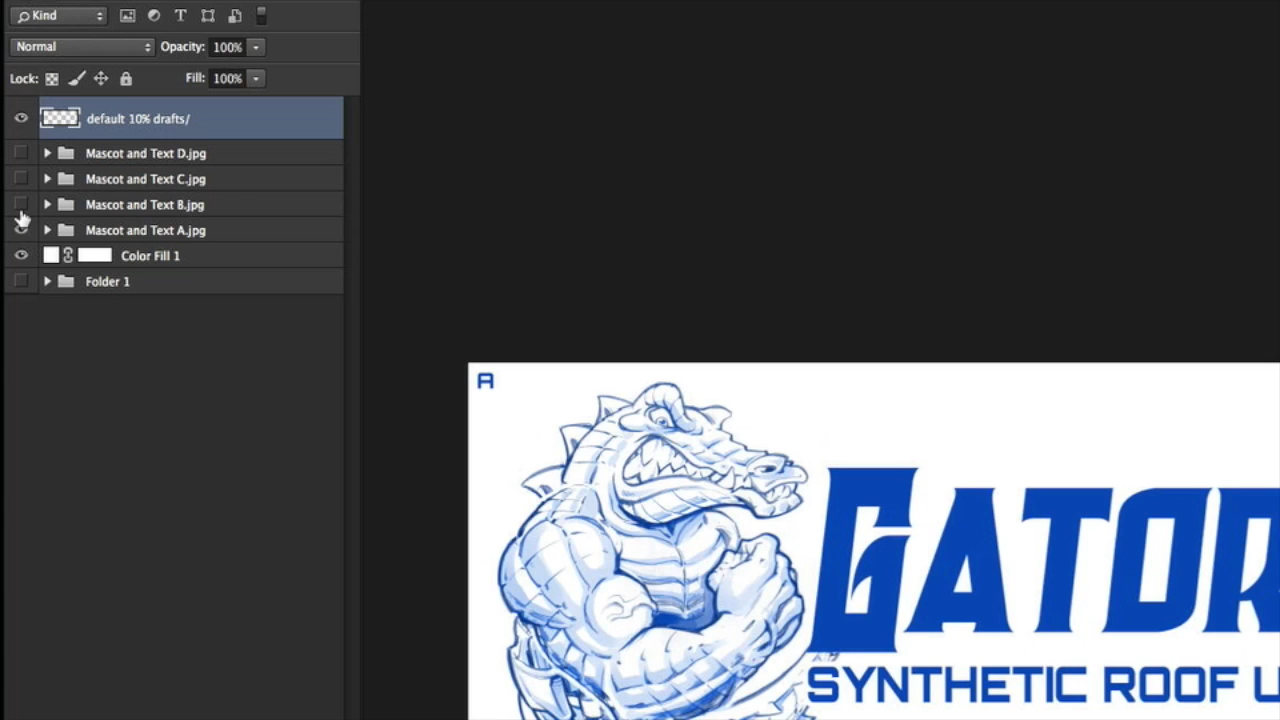 Kind
Normal Opacity: 100%
Lock: Fill: 100%
default 10% drafts/
Mascot and Text D.jpg
Mascot and Text C.jpg
Mascot and Text B.jpg
Mascot and Text A.jpg
Color Fill 1
Folder 1
A
GATOR
SYNTHETIC ROOF U